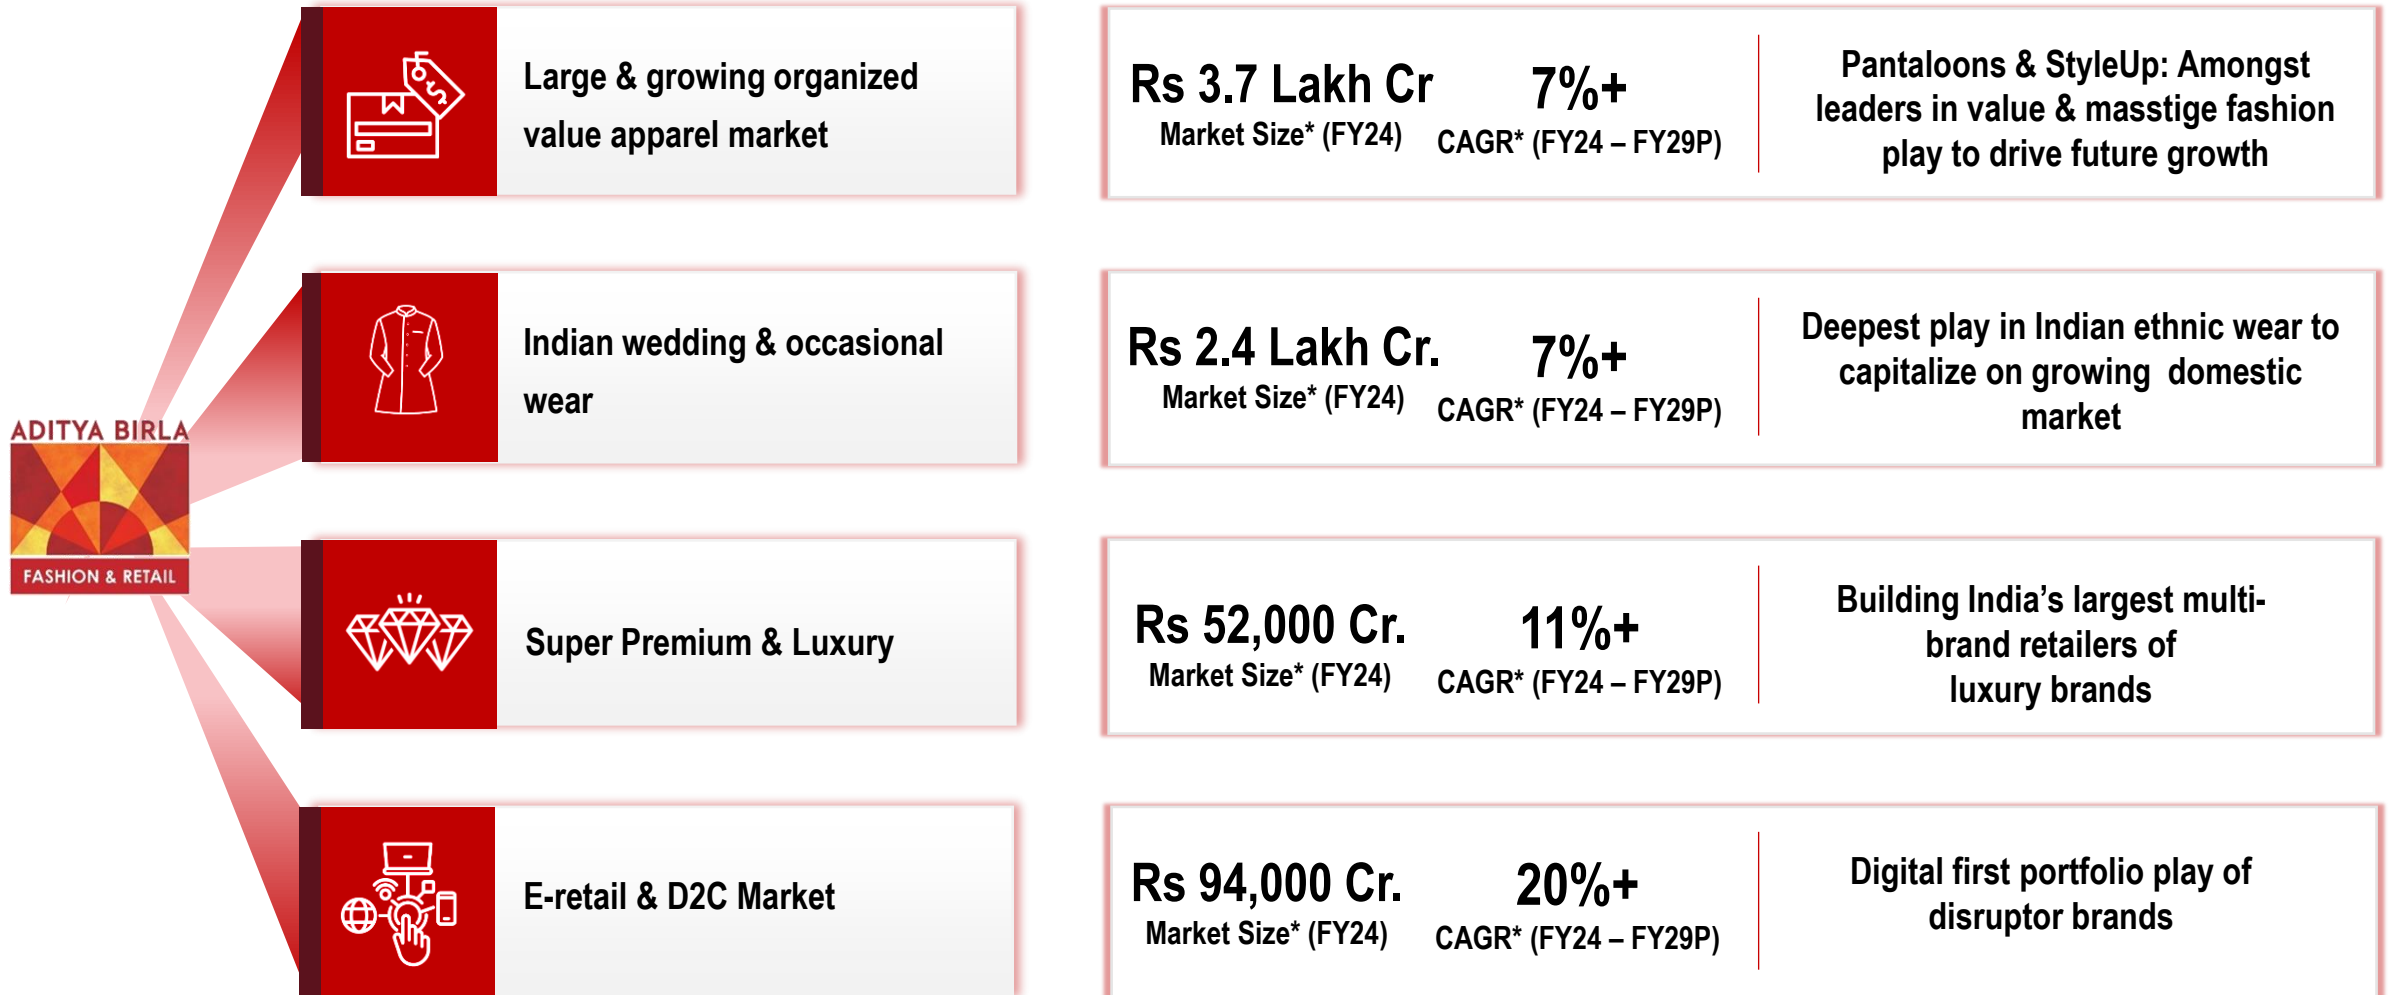 Large & growing organized
value apparel market
Rs 3.7 Lakh Cr
Market Size* (FY24)
7%+
CAGR* (FY24 – FY29P)
Pantaloons & StyleUp: Amongst
leaders in value & masstige fashion
play to drive future growth
Indian wedding & occasional
wear
Rs 2.4 Lakh Cr.
Market Size* (FY24)
7%+
CAGR* (FY24 – FY29P)
Deepest play in Indian ethnic wear to
capitalize on growing  domestic
market
ADITYA BIRLA
FASHION & RETAIL
Super Premium & Luxury
Rs 52,000 Cr.
Market Size* (FY24)
11%+
CAGR* (FY24 – FY29P)
Building India’s largest multi-
brand retailers of
luxury brands
E-retail & D2C Market
Rs 94,000 Cr.
Market Size* (FY24)
20%+
CAGR* (FY24 – FY29P)
Digital first portfolio play of
disruptor brands